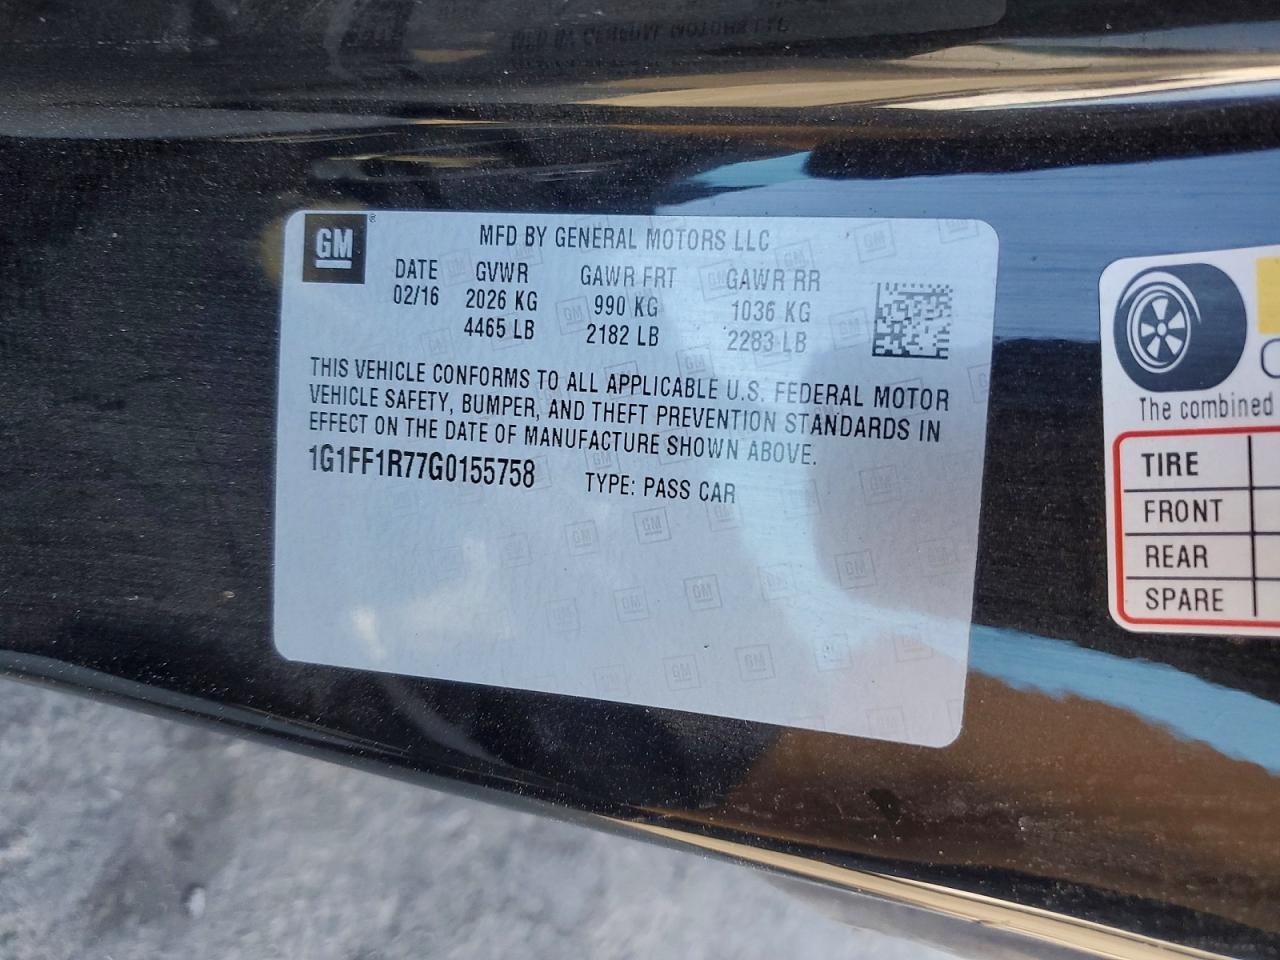 GM
MFD BY GENERAL MOTORS LLC
DATE GVWR GAWR FRT GAWR RR
02/16 2026 KG 990 KG 1036 KG
4465 LB 2182 LB 2283 LB
THIS VEHICLE CONFORMS TO ALL APPLICABLE U.S. FEDERAL MOTOR
VEHICLE SAFETY, BUMPER, AND THEFT PREVENTION STANDARDS IN
EFFECT ON THE DATE OF MANUFACTURE SHOWN ABOVE.
1G1FF1R77G0155758 TYPE: PASS CAR
The combined
TIRE
FRONT
REAR
SPARE